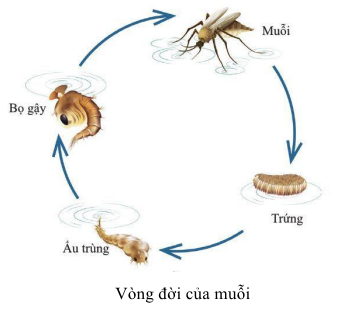 Muỗi
Bọ gậy
Trứng
Ấu trùng
Vòng đời của muỗi